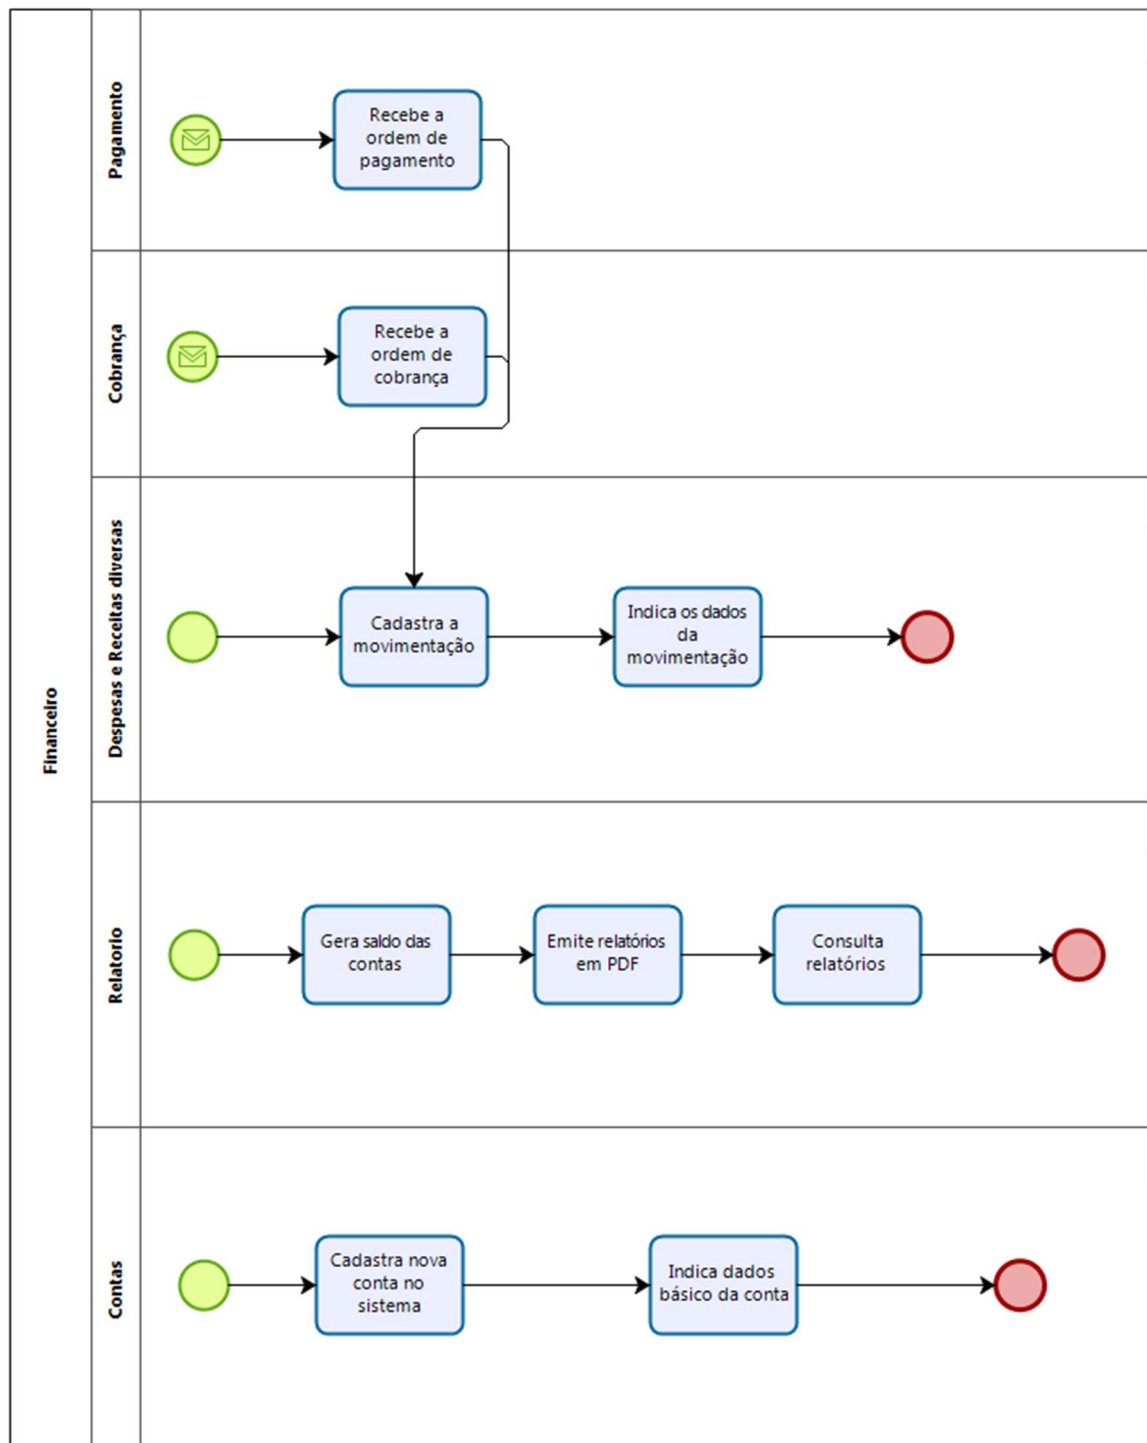 Financeiro
Pagamento
Recebe a
ordem de
pagamento
Cobrança
Recebe a
ordem de
cobrança
Despesas e Receitas diversas
Cadastra a
movimentação
Indica os dados
da
movimentação
Relatorio
Gera saldo das
contas
Emite relatórios
em PDF
Consulta
relatórios
Contas
Cadastra nova
conta no
sistema
Indica dados
básico da conta